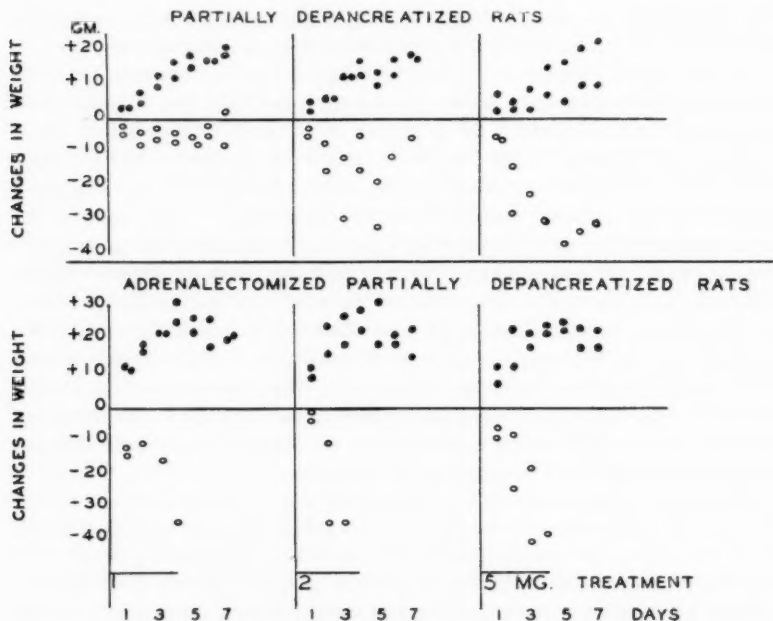 PARTIALLY DEPANCREATIZED RATS
GM.
+20
+10
0
-10
-20
-30
-40
CHANGES IN WEIGHT
ADRENALECTOMIZED PARTIALLY DEPANCREATIZED RATS
+30
+20
+10
0
-10
-20
-30
-40
CHANGES IN WEIGHT
1 2 5 MG. TREATMENT
1 3 5 7 1 3 5 7 1 3 5 7 DAYS